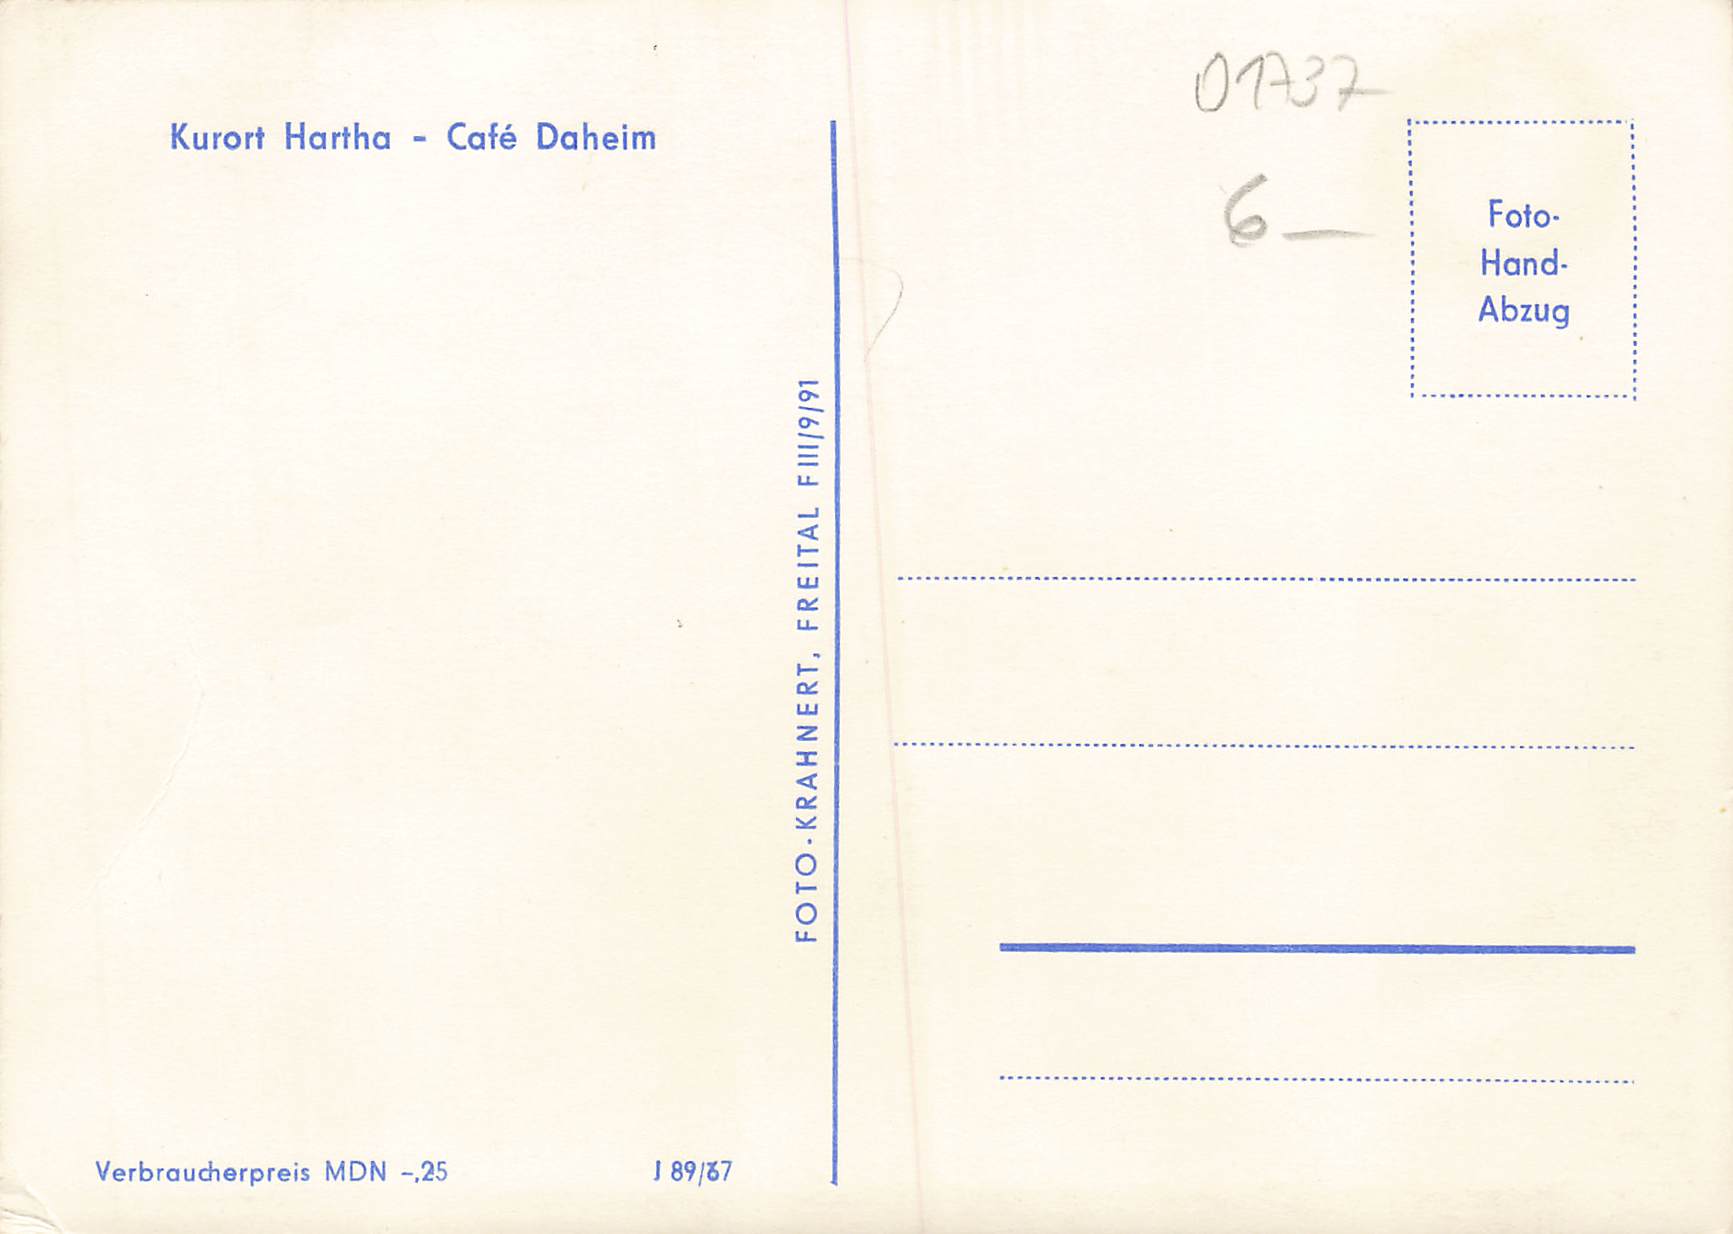 Kurort Hartha - Café Daheim
01737
6 —
Foto-
Hand-
Abzug
FOTO-KRAHNERT, FREITAL F III/9/91
Verbraucherpreis MDN -,25
J 89/67